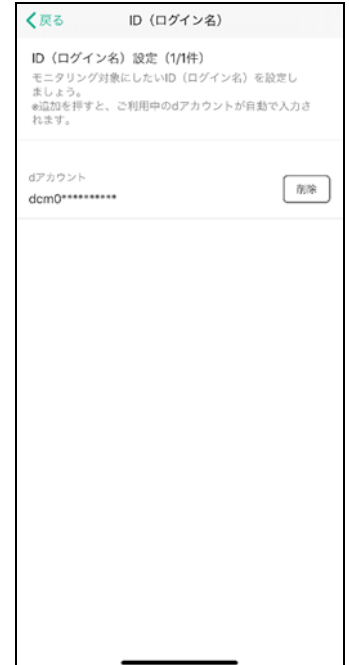 戻る
ID(ログイン名)
ID(ログイン名)設定(1/1件)
モニタリング対象にしたいID(ログイン名)を設定し
ましょう。
※追加を押すと、ご利用中のdアカウントが自動で入力さ
れます。
dアカウント
dcm0**********
削除